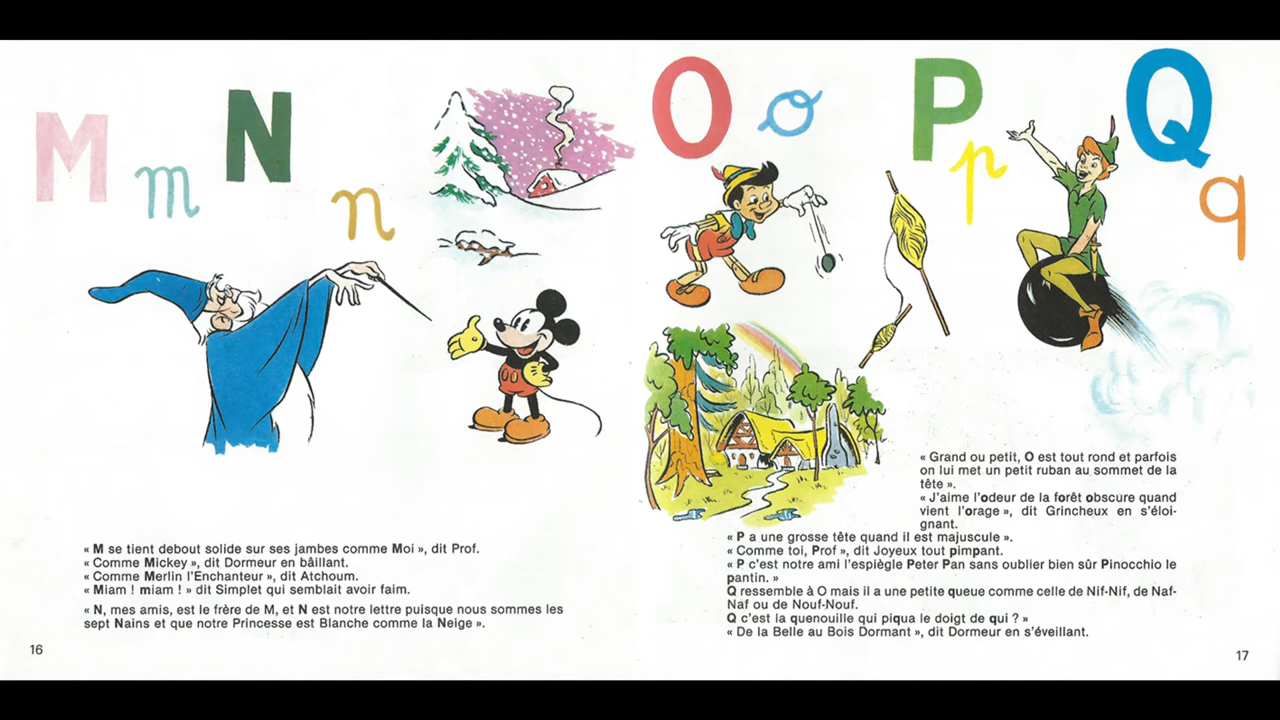 M
m
N
n
« M se tient debout solide sur ses jambes comme Moi », dit Prof.
« Comme Mickey », dit Dormeur en bâillant.
« Comme Merlin l'Enchanteur », dit Atchoum.
« Miam ! miam ! » dit Simplet qui semblait avoir faim.
« N, mes amis, est le frère de M, et N est notre lettre puisque nous sommes les
sept Nains et que notre Princesse est Blanche comme la Neige ».
16
O
o
P
p
Q
q
« Grand ou petit, O est tout rond et parfois
on lui met un petit ruban au sommet de la
tête ».
« J'aime l'odeur de la forêt obscure quand
vient l'orage », dit Grincheux en s'éloi-
gnant.
« P a une grosse tête quand il est majuscule ».
« Comme toi, Prof », dit Joyeux tout pimpant.
« P c'est notre ami l'espiègle Peter Pan sans oublier bien sûr Pinocchio le
pantin. »
Q ressemble à O mais il a une petite queue comme celle de Nif-Nif, de Naf-
Naf ou de Nouf-Nouf.
Q c'est la quenouille qui piqua le doigt de qui ? »
« De la Belle au Bois Dormant », dit Dormeur en s'éveillant.
17